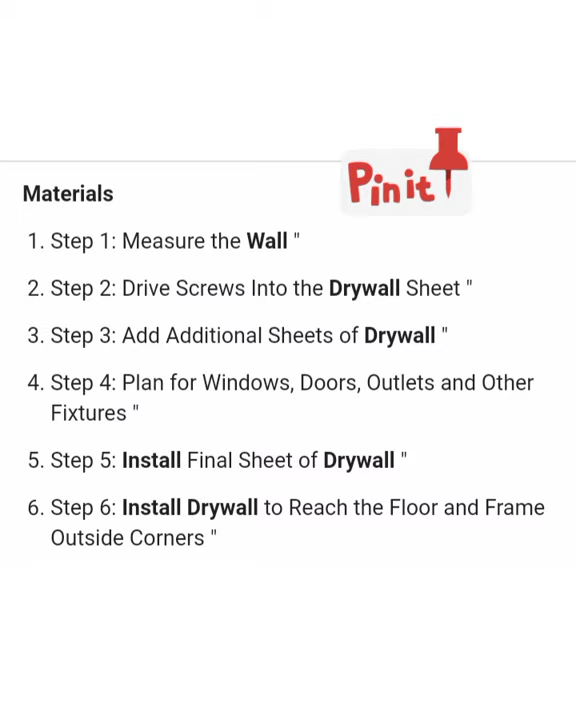 Pin it
Materials
1. Step 1: Measure the Wall "
2. Step 2: Drive Screws Into the Drywall Sheet "
3. Step 3: Add Additional Sheets of Drywall "
4. Step 4: Plan for Windows, Doors, Outlets and Other
Fixtures "
5. Step 5: Install Final Sheet of Drywall "
6. Step 6: Install Drywall to Reach the Floor and Frame
Outside Corners "